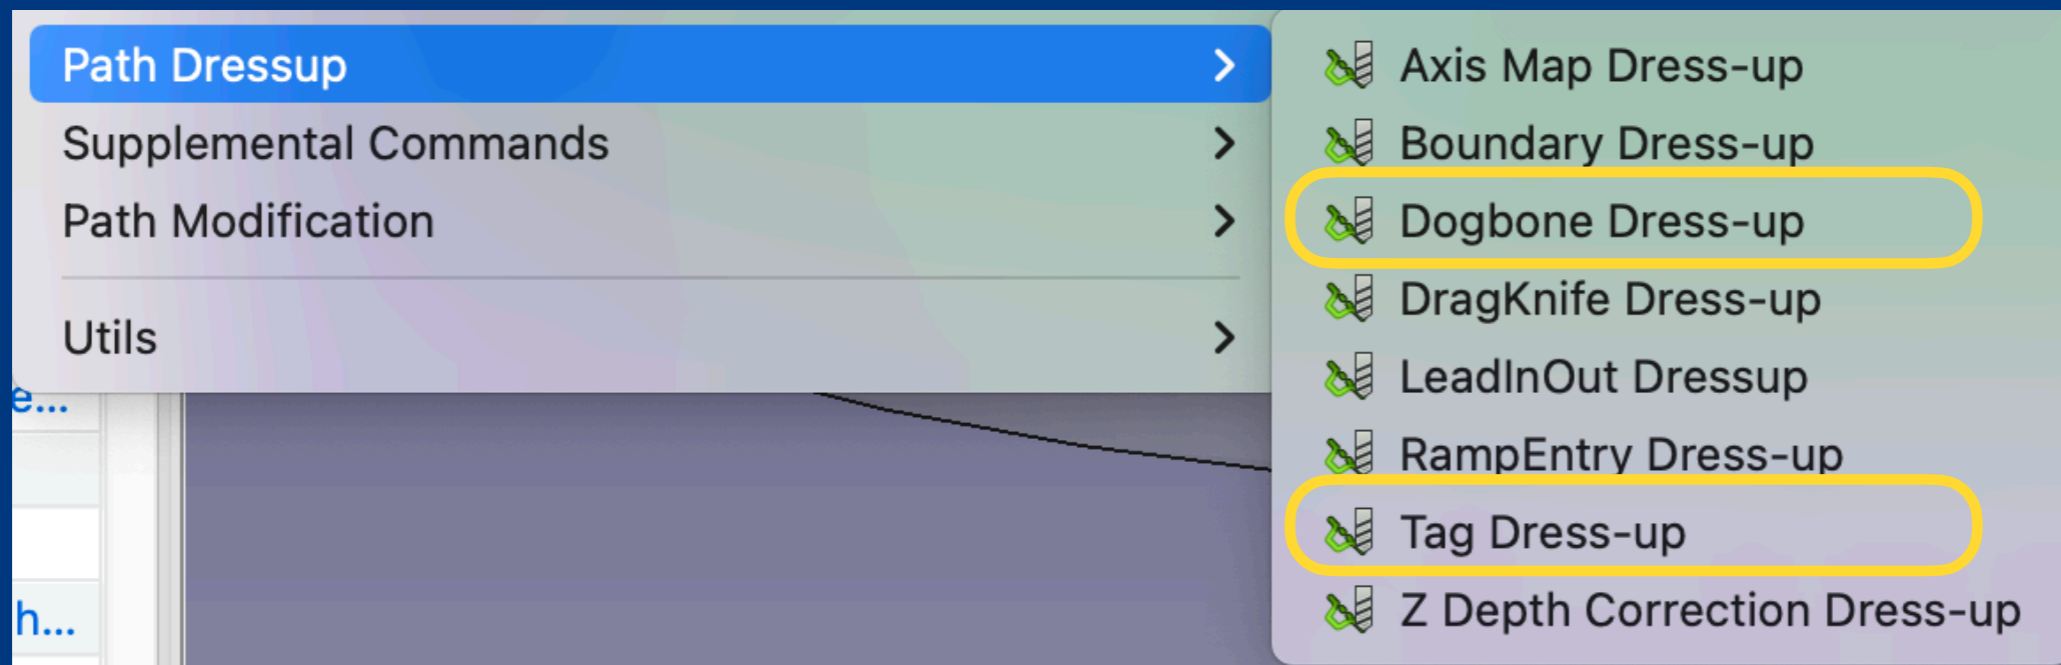 Path Dressup
Supplemental Commands
Path Modification
Utils
e...
h...
Axis Map Dress-up
Boundary Dress-up
Dogbone Dress-up
DragKnife Dress-up
LeadInOut Dressup
RampEntry Dress-up
Tag Dress-up
Z Depth Correction Dress-up